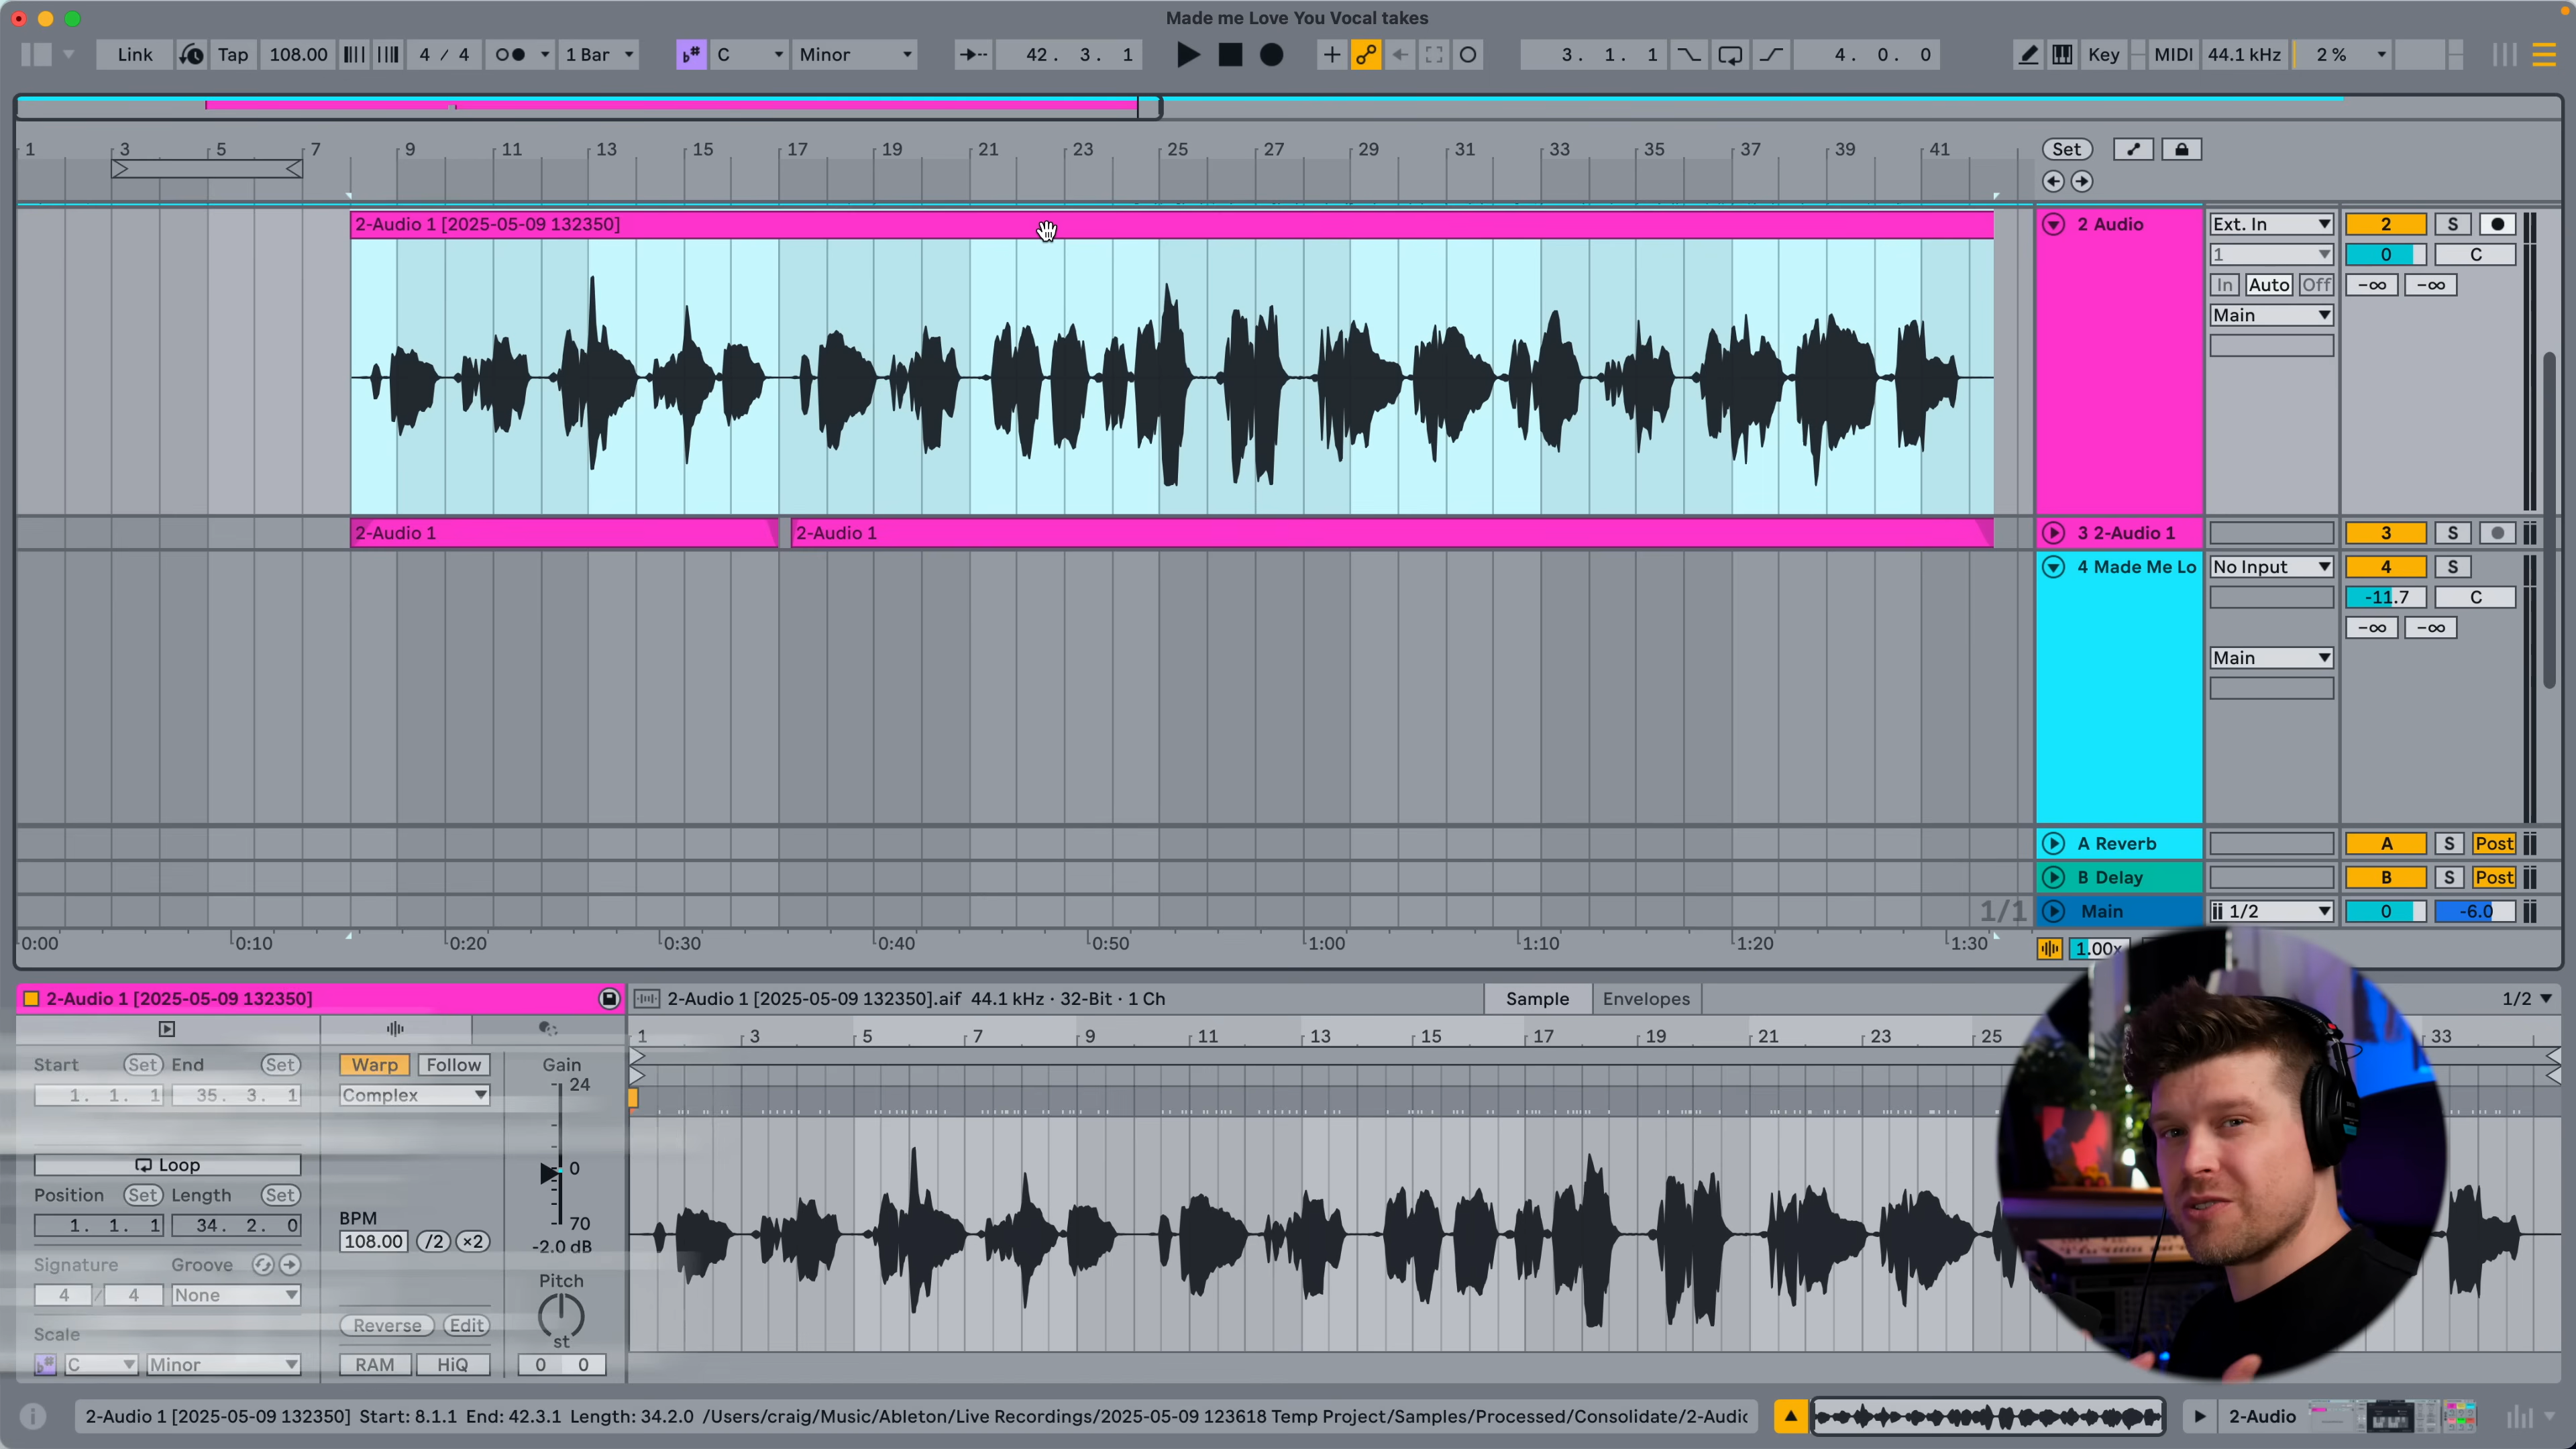 Made me Love You Vocal takes
Link Tap 108.00 4 / 4 1 Bar C Minor 42. 3. 1 3. 1. 1 4. 0. 0 Key MIDI 44.1 kHz 2 %
1 3 5 7 9 11 13 15 17 19 21 23 25 27 29 31 33 35 37 39 41 Set
2-Audio 1 [2025-05-09 132350] 2 Audio Ext. In 2 S
1 0 C
In Auto Off -∞ -∞
Main
2-Audio 1 2-Audio 1 3 2-Audio 1 3 S
4 Made Me Lo No Input 4 S
-11.7 C
-∞ -∞
Main
A Reverb A S Post
B Delay B S Post
1/1 Main 1/2 0 -6.0
0:00 0:10 0:20 0:30 0:40 0:50 1:00 1:10 1:20 1:30 1.00x
2-Audio 1 [2025-05-09 132350] 2-Audio 1 [2025-05-09 132350].aif 44.1 kHz · 32-Bit · 1 Ch Sample Envelopes 1/2
1 3 5 7 9 11 13 15 17 19 21 23 25 33
Start Set End Set Warp Follow Gain
1. 1. 1 35. 3. 1 Complex 24
Loop 0
Position Set Length Set
1. 1. 1 34. 2. 0 BPM 70
108.00 /2 ×2 -2.0 dB
Signature Groove Pitch
4 / 4 None
Reverse Edit st
Scale
C Minor RAM HiQ 0 0
2-Audio 1 [2025-05-09 132350] Start: 8.1.1 End: 42.3.1 Length: 34.2.0 /Users/craig/Music/Ableton/Live Recordings/2025-05-09 123618 Temp Project/Samples/Processed/Consolidate/2-Audic 2-Audio